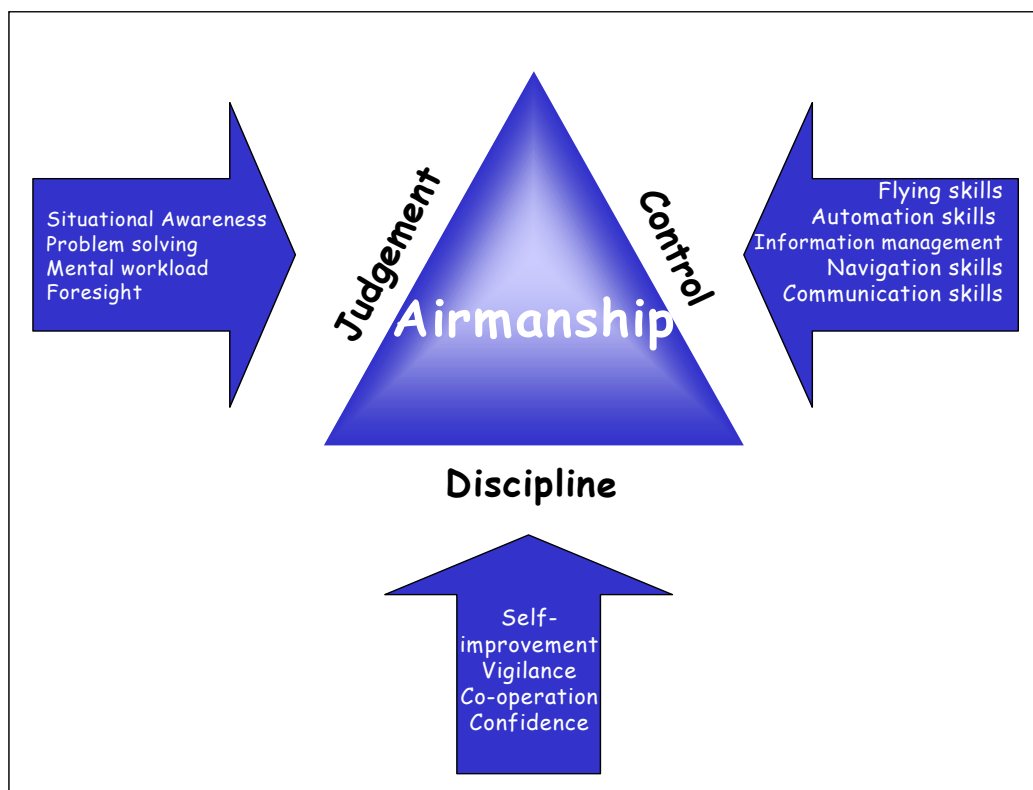 Judgement
Control
Airmanship
Discipline
Situational Awareness
Problem solving
Mental workload
Foresight
Flying skills
Automation skills
Information management
Navigation skills
Communication skills
Self-
improvement
Vigilance
Co-operation
Confidence